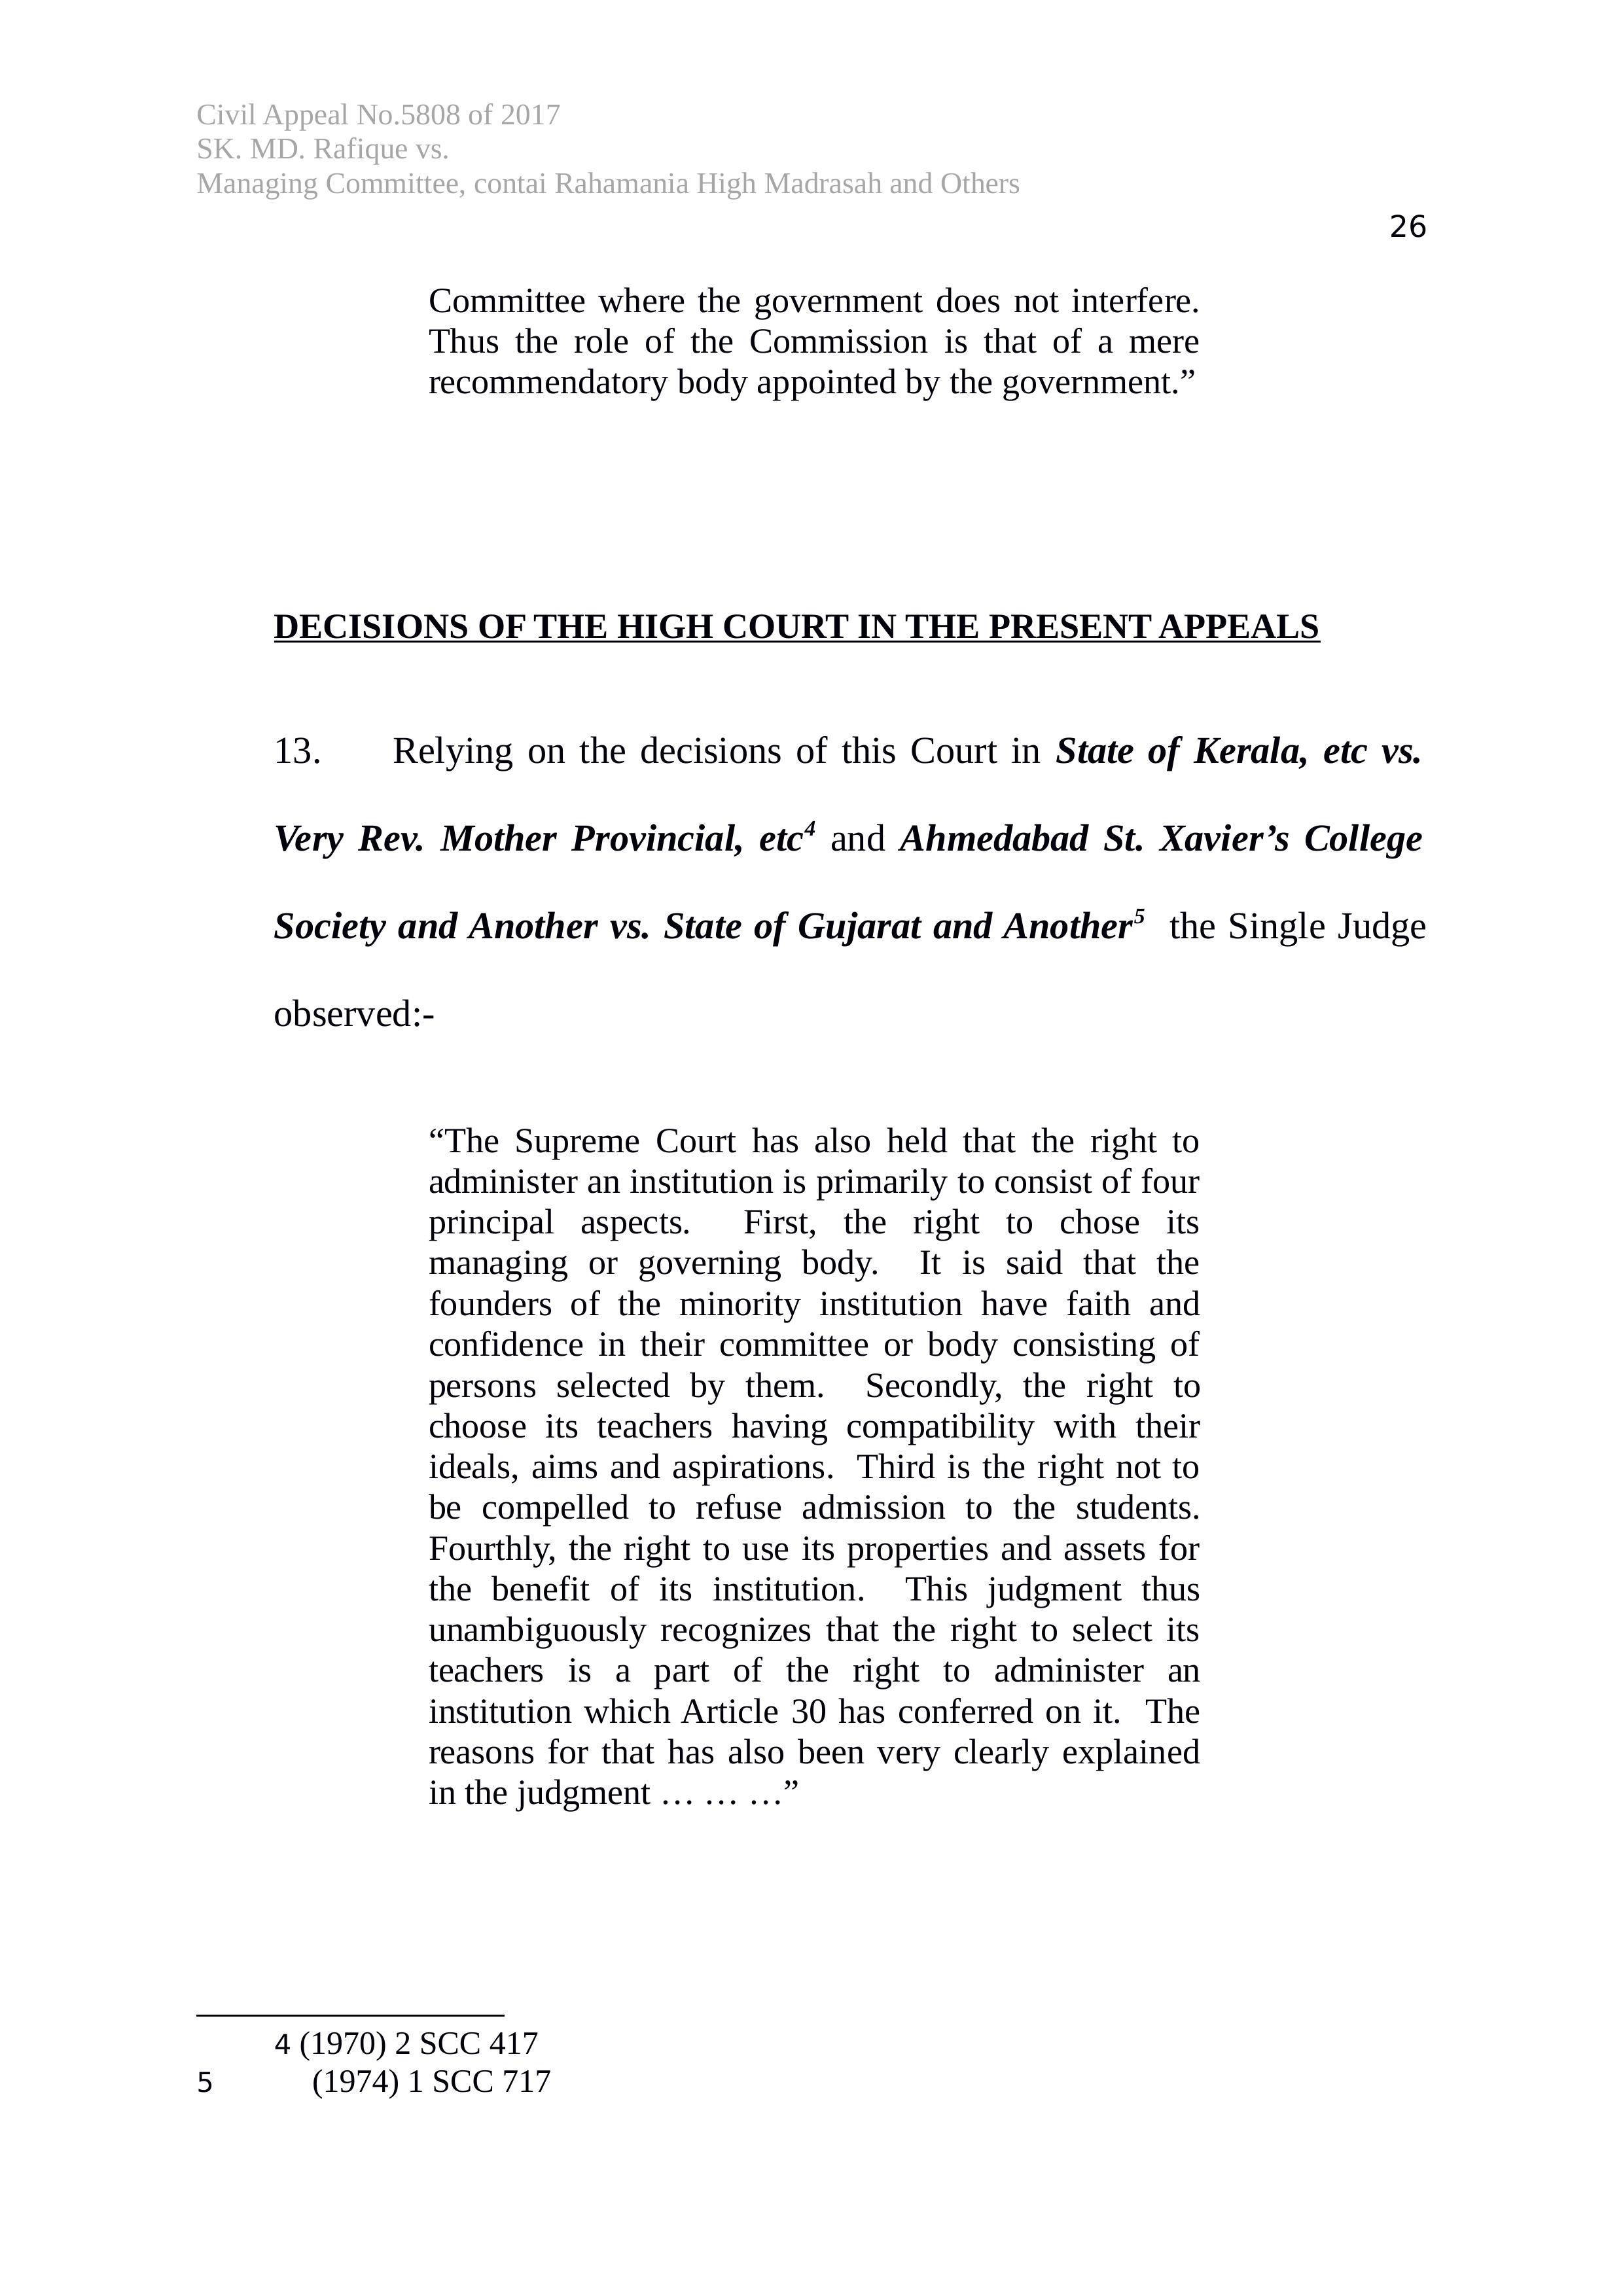 Civil Appeal No.5808 of 2017
SK. MD. Rafique vs.
Managing Committee, contai Rahamania High Madrasah and Others
26
Committee where the government does not interfere.
Thus the role of the Commission is that of a mere
recommendatory body appointed by the government.”
DECISIONS OF THE HIGH COURT IN THE PRESENT APPEALS
13. Relying on the decisions of this Court in State of Kerala, etc vs.
Very Rev. Mother Provincial, etc4 and Ahmedabad St. Xavier’s College
Society and Another vs. State of Gujarat and Another5 the Single Judge
observed:-
“The Supreme Court has also held that the right to
administer an institution is primarily to consist of four
principal aspects. First, the right to chose its
managing or governing body. It is said that the
founders of the minority institution have faith and
confidence in their committee or body consisting of
persons selected by them. Secondly, the right to
choose its teachers having compatibility with their
ideals, aims and aspirations. Third is the right not to
be compelled to refuse admission to the students.
Fourthly, the right to use its properties and assets for
the benefit of its institution. This judgment thus
unambiguously recognizes that the right to select its
teachers is a part of the right to administer an
institution which Article 30 has conferred on it. The
reasons for that has also been very clearly explained
in the judgment … … …”
4 (1970) 2 SCC 417
5 (1974) 1 SCC 717